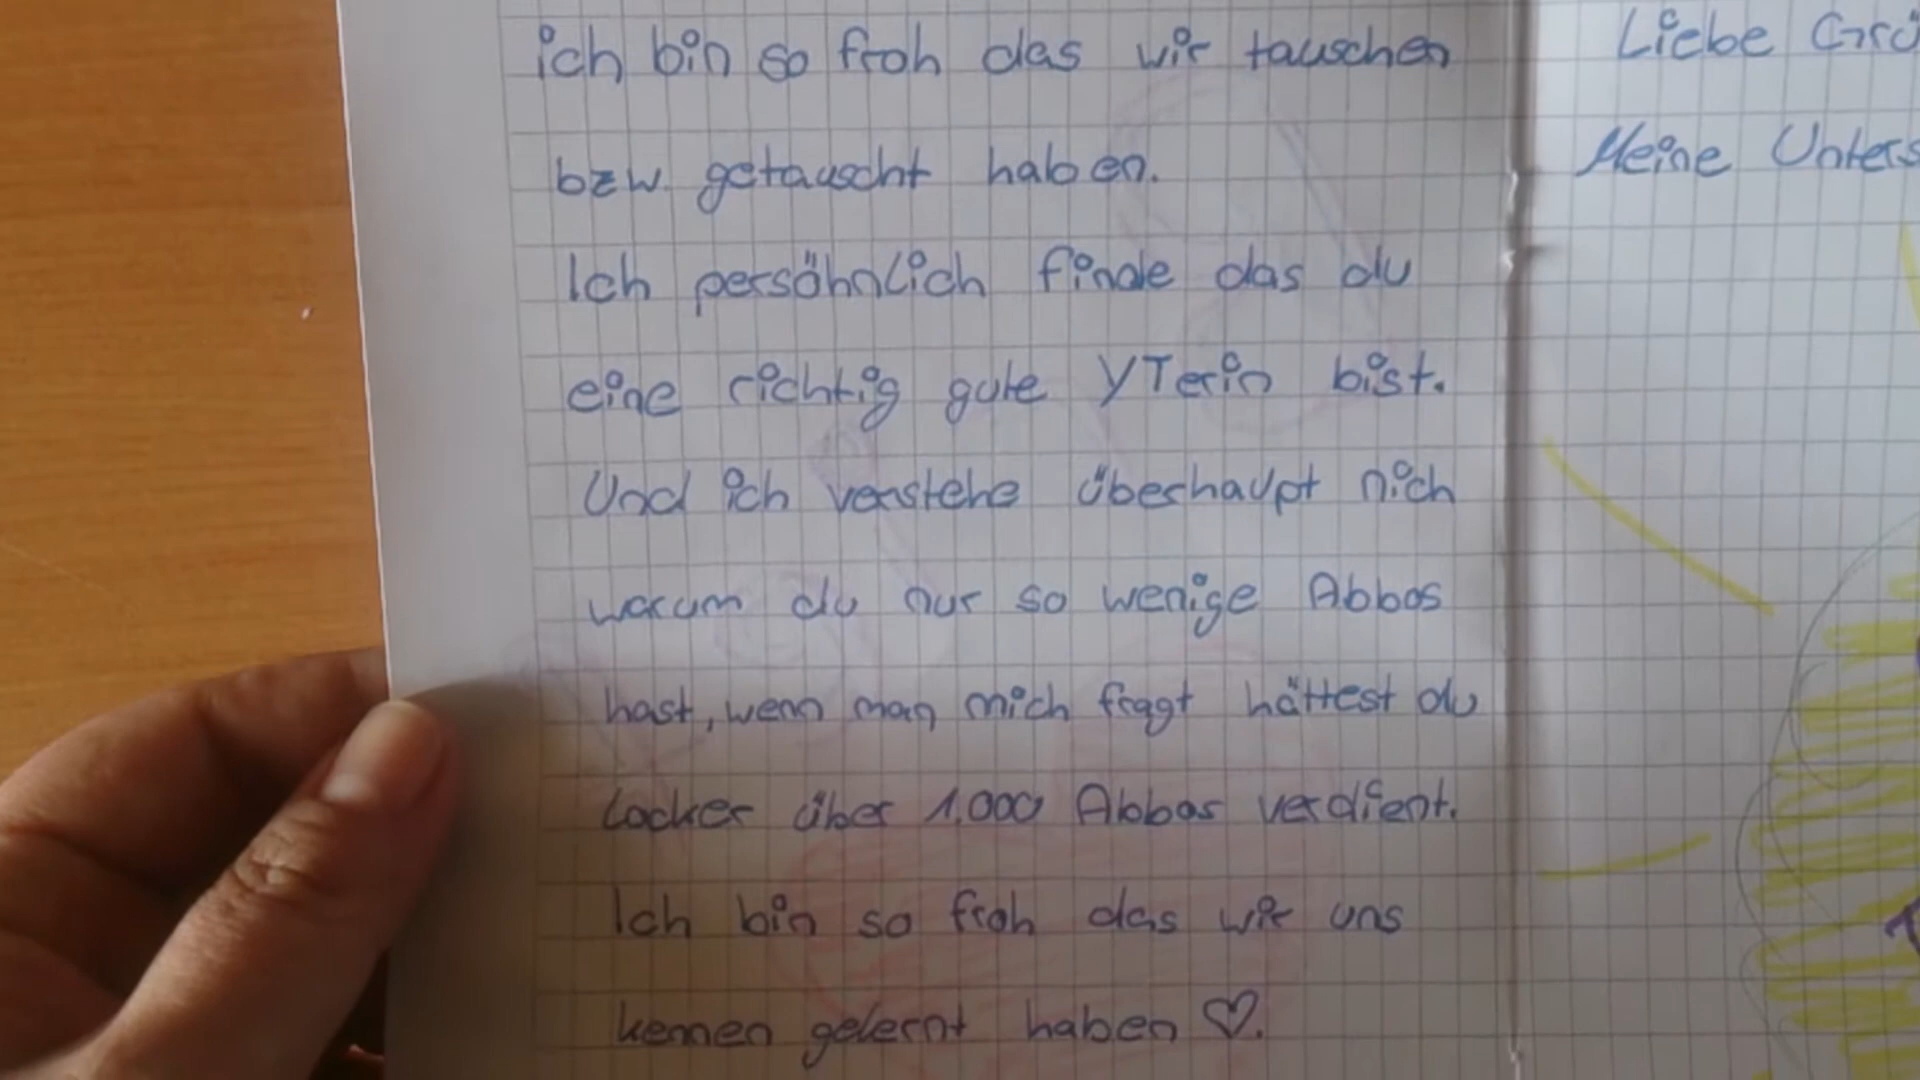 ich bin so froh das wir tauschen
bzw. getauscht haben.
Ich persöhnlich finde das du
eine richtig gute YTerin bist.
Und ich verstehe überhaupt nich
warum du nur so wenige Abbos
hast, wenn man mich fragt hättest du
locker über 1.000 Abbos verdient.
Ich bin so froh das wir uns
kennen gelernt haben ♡.
Liebe
Meine